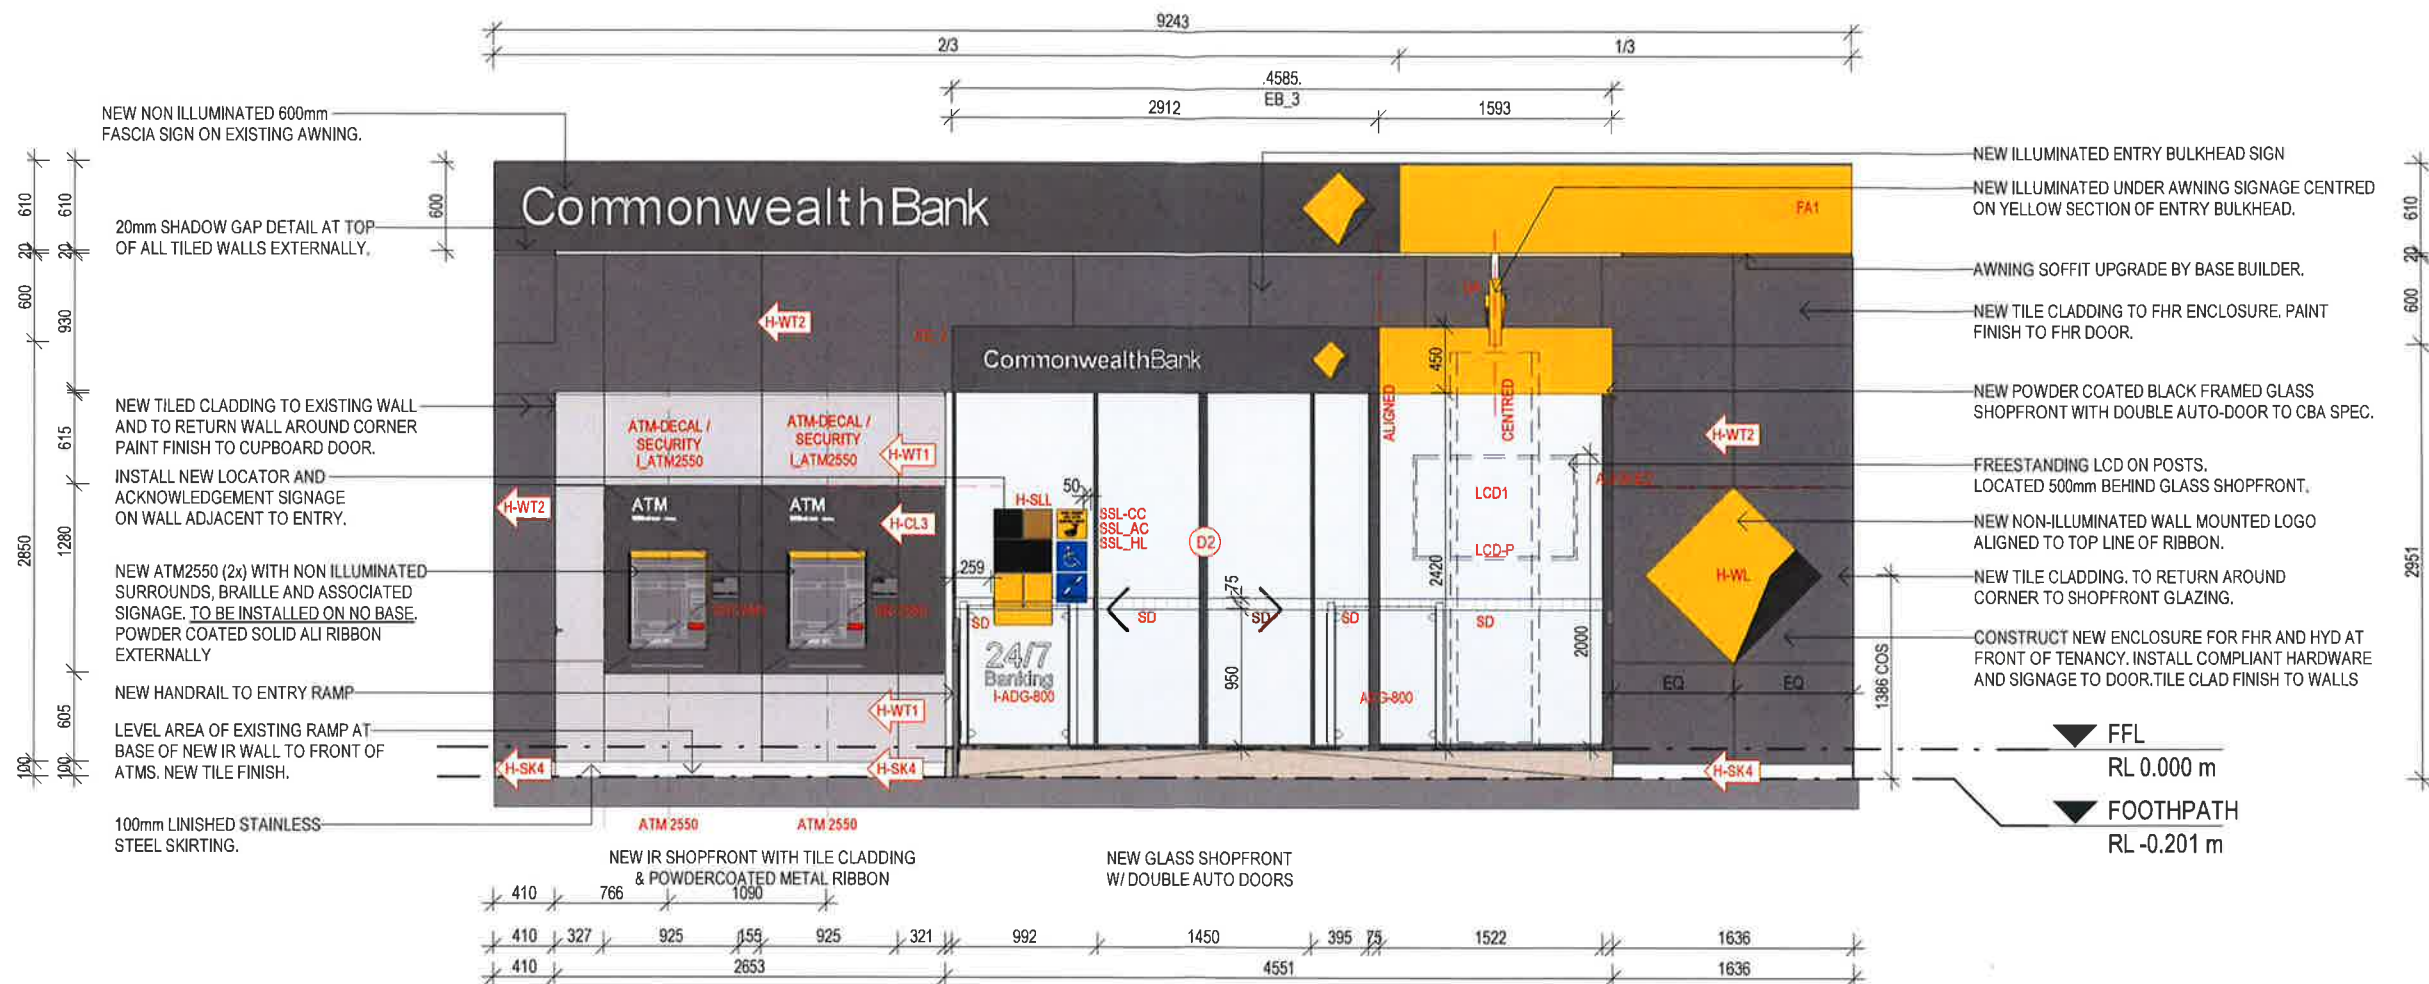 9243
2/3
1/3
.4585.
EB_3
2912
1593
NEW NON ILLUMINATED 600mm
FASCIA SIGN ON EXISTING AWNING.
20mm SHADOW GAP DETAIL AT TOP
OF ALL TILED WALLS EXTERNALLY.
NEW TILED CLADDING TO EXISTING WALL
AND TO RETURN WALL AROUND CORNER
PAINT FINISH TO CUPBOARD DOOR.
INSTALL NEW LOCATOR AND
ACKNOWLEDGEMENT SIGNAGE
ON WALL ADJACENT TO ENTRY.
NEW ATM2550 (2x) WITH NON ILLUMINATED
SURROUNDS, BRAILLE AND ASSOCIATED
SIGNAGE. TO BE INSTALLED ON NO BASE.
POWDER COATED SOLID ALI RIBBON
EXTERNALLY
NEW HANDRAIL TO ENTRY RAMP
LEVEL AREA OF EXISTING RAMP AT
BASE OF NEW IR WALL TO FRONT OF
ATMS. NEW TILE FINISH.
100mm LINISHED STAINLESS
STEEL SKIRTING.
610
20
600
2850
100
610
20
930
615
1280
605
100
600
CommonwealthBank
FA1
H-WT2
CommonwealthBank
450
ATM-DECAL /
SECURITY
I_ATM2550
ATM-DECAL /
SECURITY
I_ATM2550
H-WT1
ALIGNED
CENTRED
H-WT2
H-WT2
ATM
ATM
H-CL3
H-SLL
50
SSL-CC
SSL_AC
SSL_HL
D2
LCD1
LCD-P
2420
H-WL
259
75
SD
SD
SD
SD
SD
24/7
Banking
I-ADG-800
950
ADG-800
2000
EQ
EQ
1386 COS
H-WT1
H-SK4
H-SK4
H-SK4
ATM 2550
ATM 2550
NEW IR SHOPFRONT WITH TILE CLADDING
& POWDERCOATED METAL RIBBON
NEW GLASS SHOPFRONT
W/ DOUBLE AUTO DOORS
410
766
1090
410
327
925
155
925
321
992
1450
395
75
1522
1636
410
2653
4551
1636
NEW ILLUMINATED ENTRY BULKHEAD SIGN
NEW ILLUMINATED UNDER AWNING SIGNAGE CENTRED
ON YELLOW SECTION OF ENTRY BULKHEAD.
AWNING SOFFIT UPGRADE BY BASE BUILDER.
NEW TILE CLADDING TO FHR ENCLOSURE. PAINT
FINISH TO FHR DOOR.
NEW POWDER COATED BLACK FRAMED GLASS
SHOPFRONT WITH DOUBLE AUTO-DOOR TO CBA SPEC.
FREESTANDING LCD ON POSTS.
LOCATED 500mm BEHIND GLASS SHOPFRONT.
NEW NON-ILLUMINATED WALL MOUNTED LOGO
ALIGNED TO TOP LINE OF RIBBON.
NEW TILE CLADDING. TO RETURN AROUND
CORNER TO SHOPFRONT GLAZING.
CONSTRUCT NEW ENCLOSURE FOR FHR AND HYD AT
FRONT OF TENANCY. INSTALL COMPLIANT HARDWARE
AND SIGNAGE TO DOOR.TILE CLAD FINISH TO WALLS
FFL
RL 0.000 m
FOOTHPATH
RL -0.201 m
610
20
600
2951